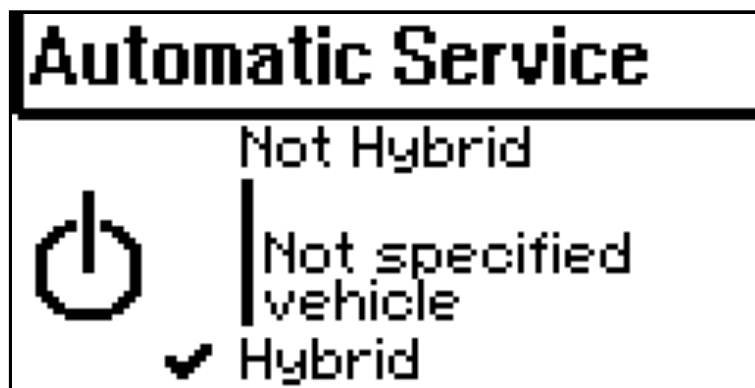 Automatic Service
Not Hybrid
Not specified
vehicle
Hybrid